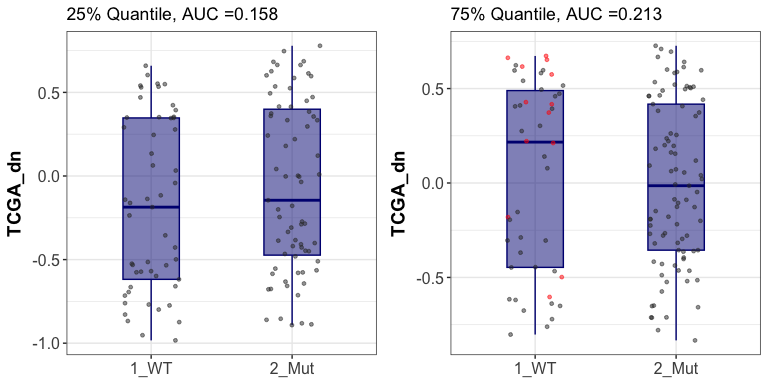 25% Quantile, AUC =0.158
TCGA_dn
0.5
0.0
-0.5
-1.0
1_WT
2_Mut
75% Quantile, AUC =0.213
TCGA_dn
0.5
0.0
-0.5
1_WT
2_Mut